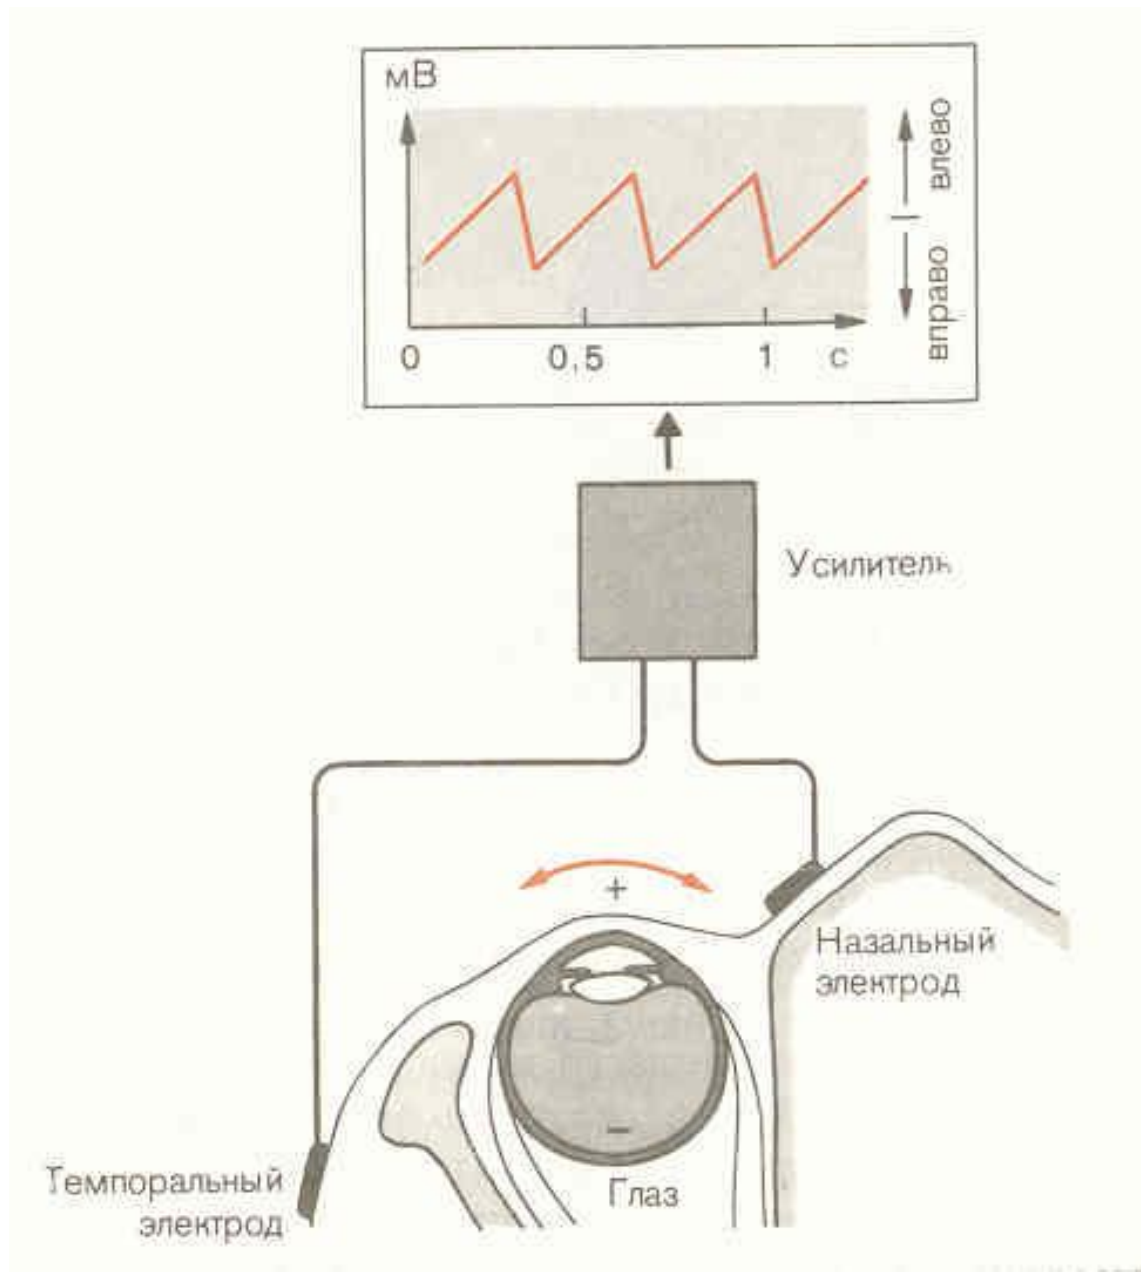 мВ
влево
вправо
0
0,5
1
с
Усилитель
+
Назальный
электрод
−
Темпоральный
электрод
Глаз